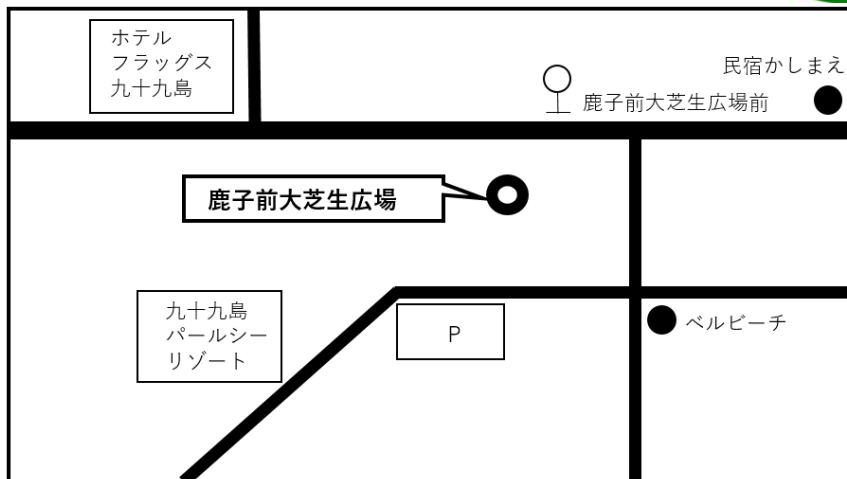 ホテル
フラッグス
九十九島
民宿かしまえ
鹿子前大芝生広場前
鹿子前大芝生広場
九十九島
パールシー
リゾート
P
ベルビーチ